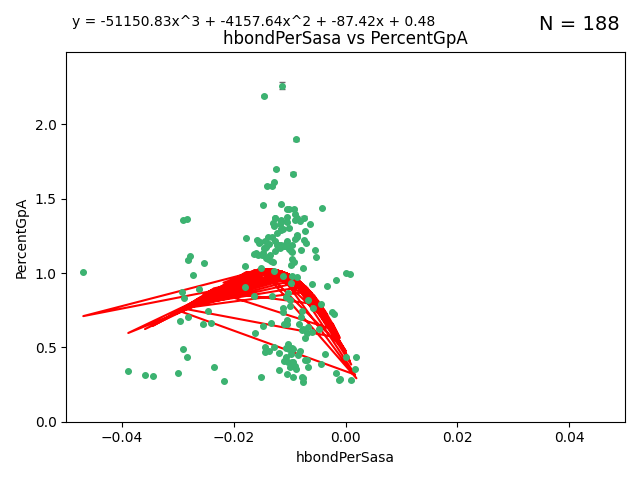 y = -51150.83x^3 + -4157.64x^2 + -87.42x + 0.48
N = 188
hbondPerSasa vs PercentGpA
PercentGpA
2.0
1.5
1.0
0.5
0.0
−0.04
−0.02
0.00
0.02
0.04
hbondPerSasa